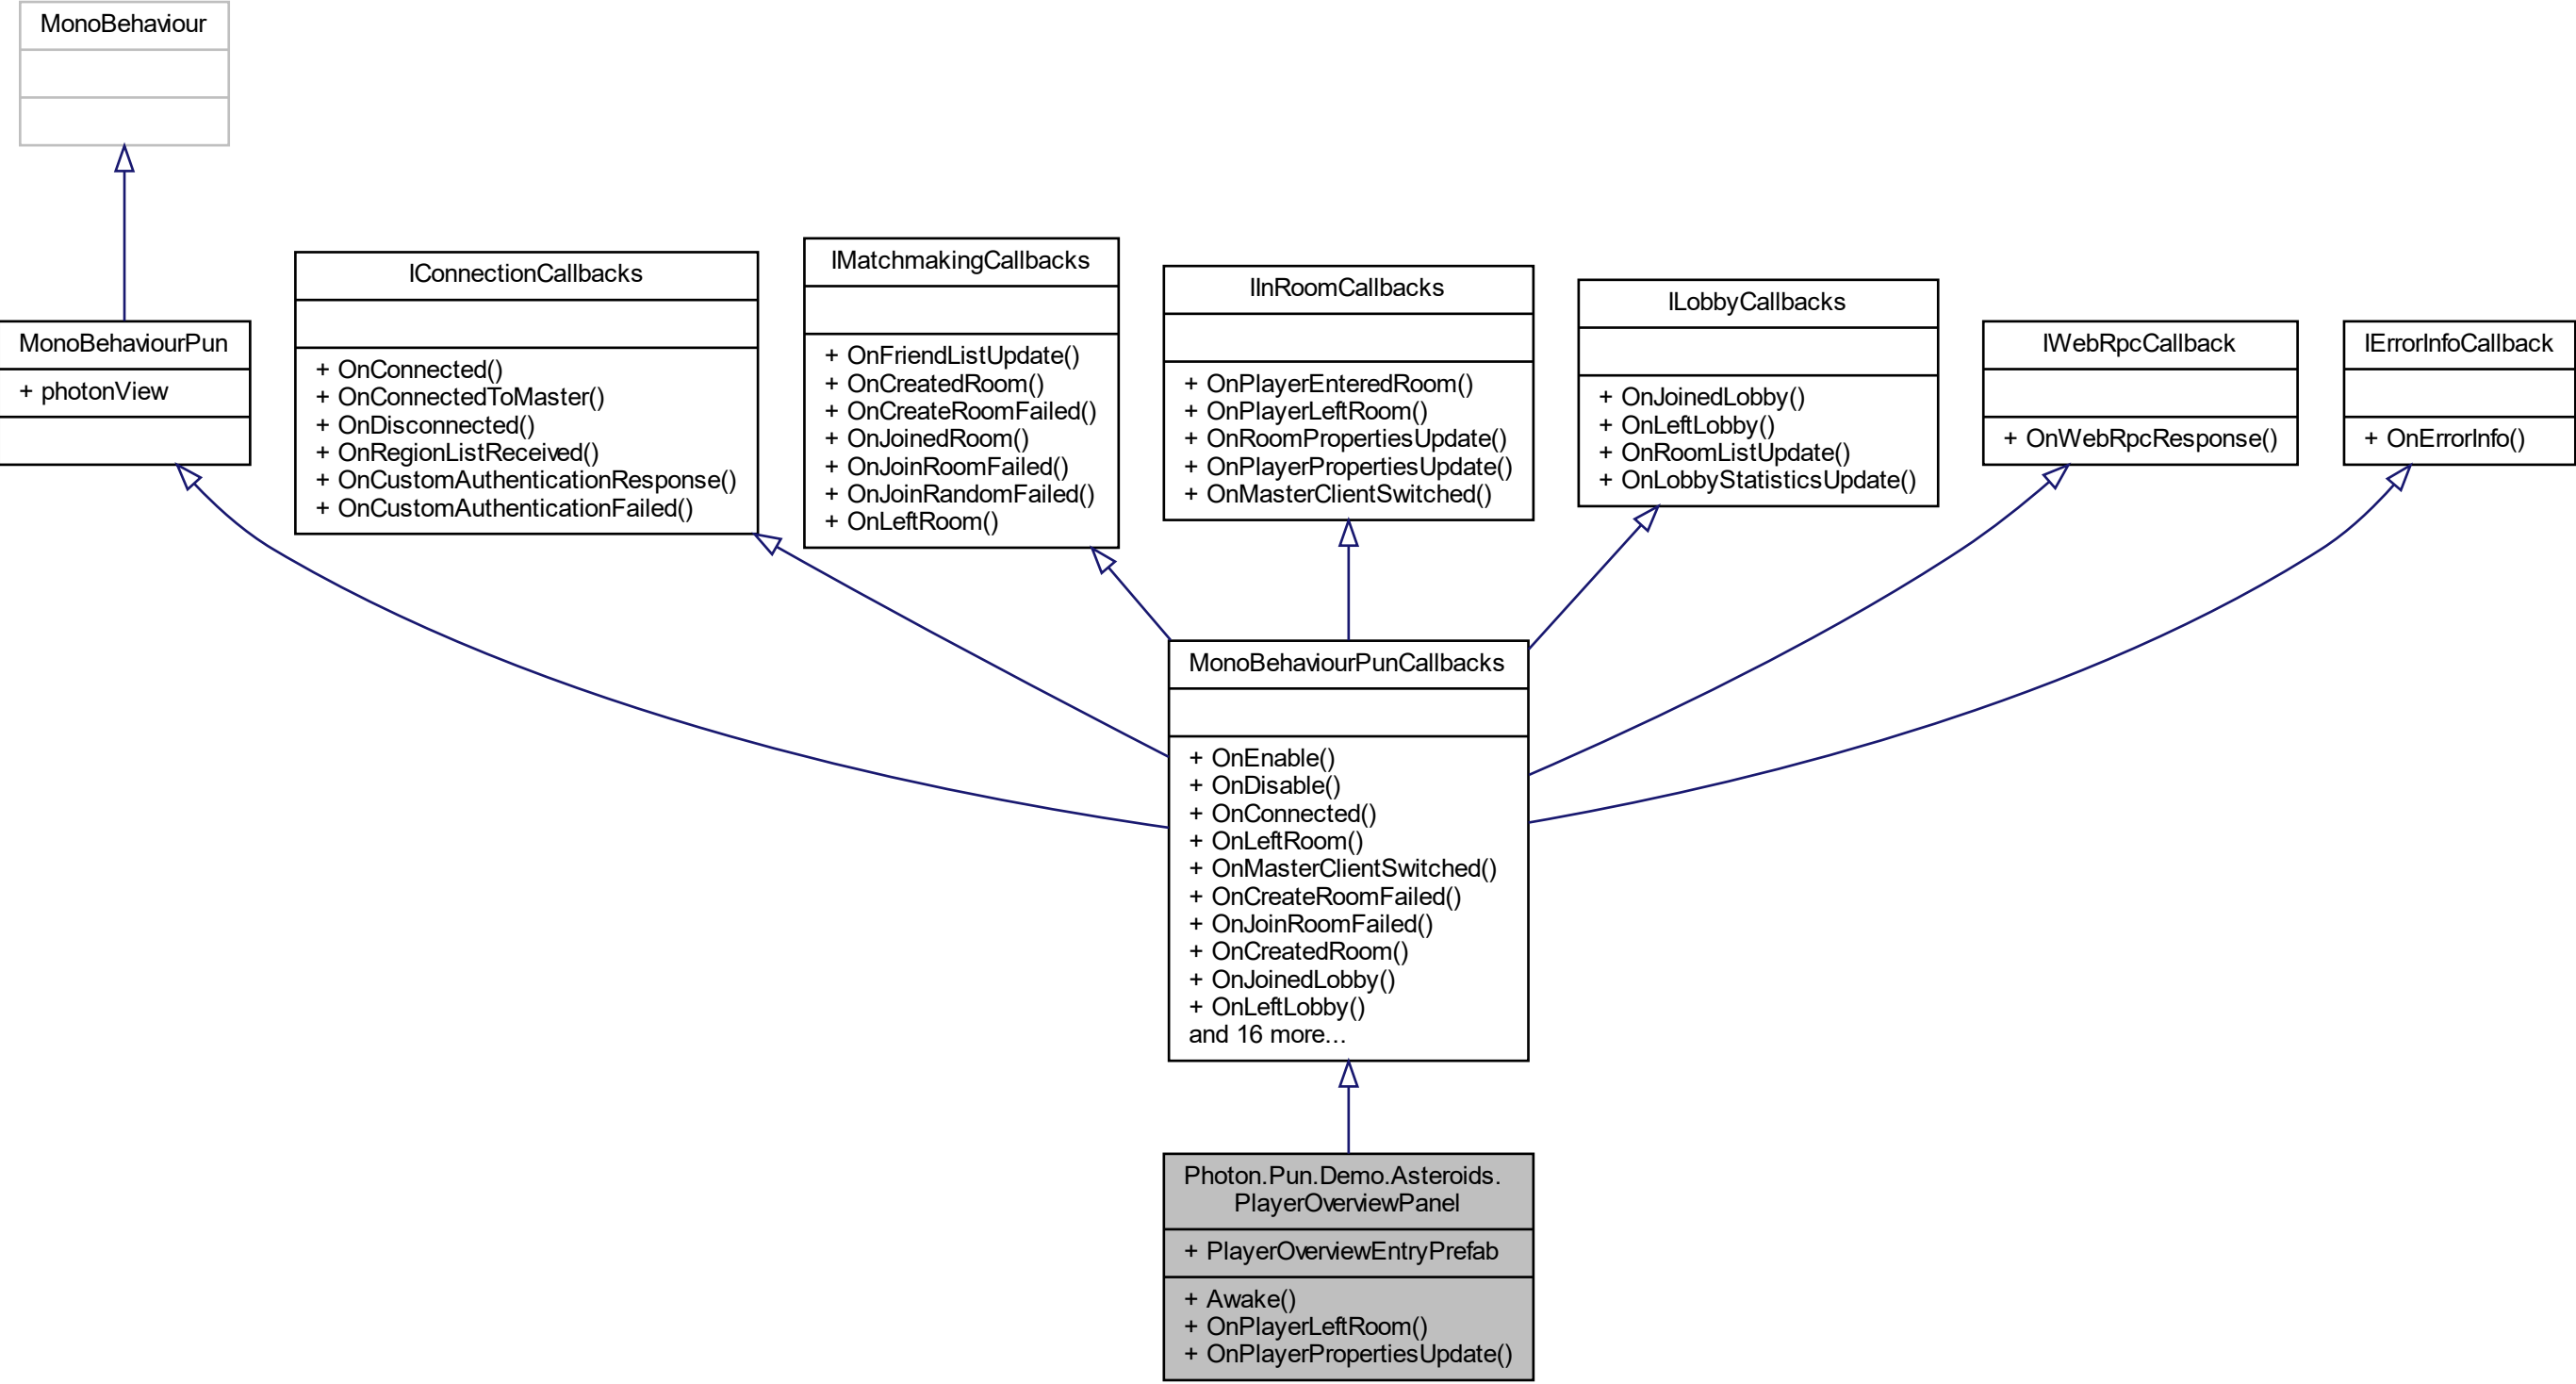 MonoBehaviour
MonoBehaviourPun
+ photonView
IConnectionCallbacks
+ OnConnected()
+ OnConnectedToMaster()
+ OnDisconnected()
+ OnRegionListReceived()
+ OnCustomAuthenticationResponse()
+ OnCustomAuthenticationFailed()
IMatchmakingCallbacks
+ OnFriendListUpdate()
+ OnCreatedRoom()
+ OnCreateRoomFailed()
+ OnJoinedRoom()
+ OnJoinRoomFailed()
+ OnJoinRandomFailed()
+ OnLeftRoom()
IInRoomCallbacks
+ OnPlayerEnteredRoom()
+ OnPlayerLeftRoom()
+ OnRoomPropertiesUpdate()
+ OnPlayerPropertiesUpdate()
+ OnMasterClientSwitched()
ILobbyCallbacks
+ OnJoinedLobby()
+ OnLeftLobby()
+ OnRoomListUpdate()
+ OnLobbyStatisticsUpdate()
IWebRpcCallback
+ OnWebRpcResponse()
IErrorInfoCallback
+ OnErrorInfo()
MonoBehaviourPunCallbacks
+ OnEnable()
+ OnDisable()
+ OnConnected()
+ OnLeftRoom()
+ OnMasterClientSwitched()
+ OnCreateRoomFailed()
+ OnJoinRoomFailed()
+ OnCreatedRoom()
+ OnJoinedLobby()
+ OnLeftLobby()
and 16 more...
Photon.Pun.Demo.Asteroids.
PlayerOverviewPanel
+ PlayerOverviewEntryPrefab
+ Awake()
+ OnPlayerLeftRoom()
+ OnPlayerPropertiesUpdate()